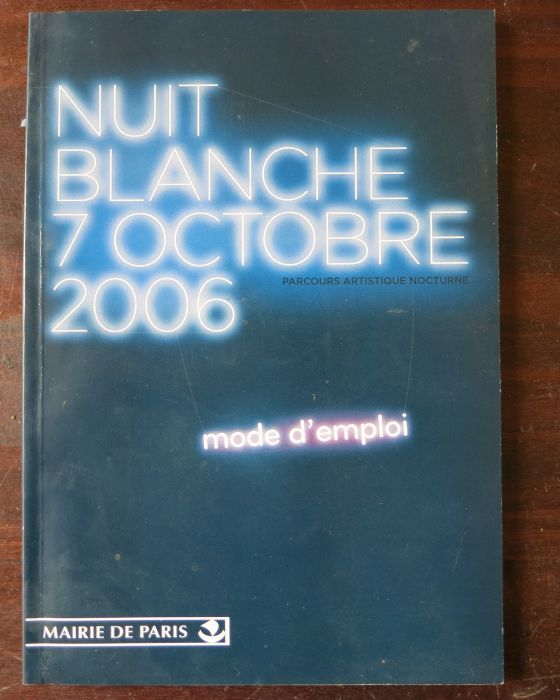 NUIT
BLANCHE
7 OCTOBRE
PARCOURS ARTISTIQUE NOCTURNE
2006
mode d'emploi
MAIRIE DE PARIS